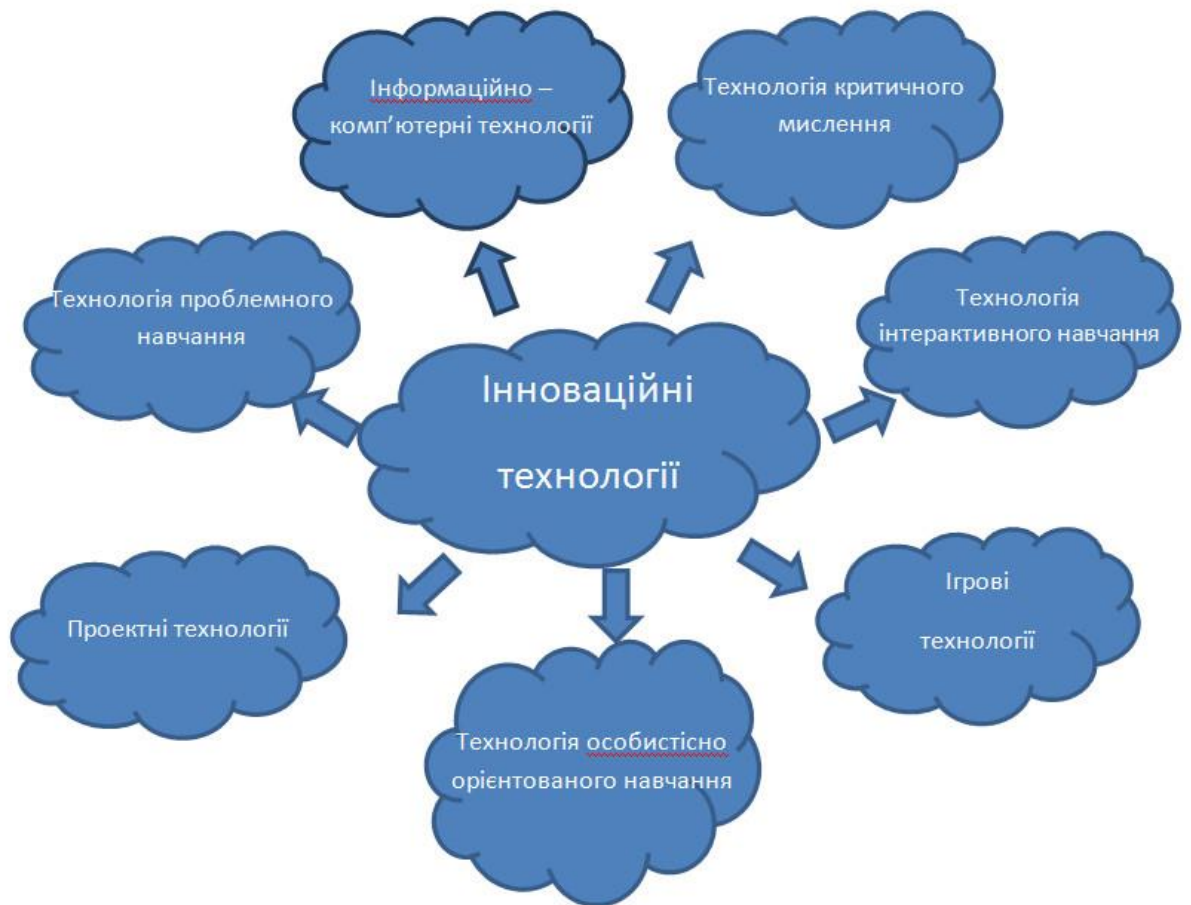 Інформаційно –
комп’ютерні технології
Технологія критичного
мислення
Технологія проблемного
навчання
Технологія
інтерактивного навчання
Інноваційні
технології
Проектні технології
Ігрові
технології
Технологія особистісно
орієнтованого навчання